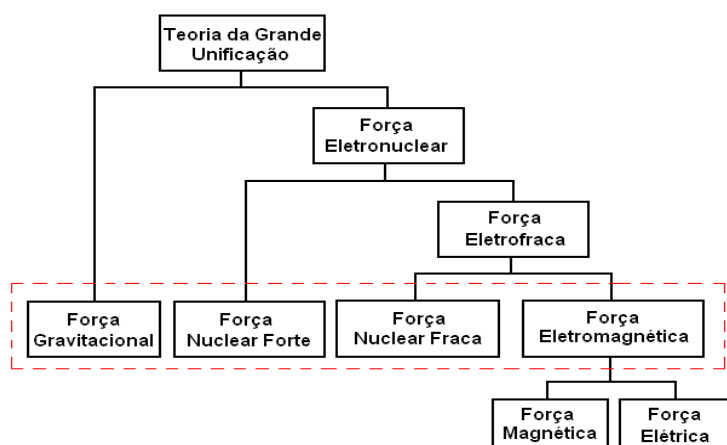 Teoria da Grande
Unificação
Força
Eletronuclear
Força
Eletrofraca
Força
Gravitacional
Força
Nuclear Forte
Força
Nuclear Fraca
Força
Eletromagnética
Força
Magnética
Força
Elétrica